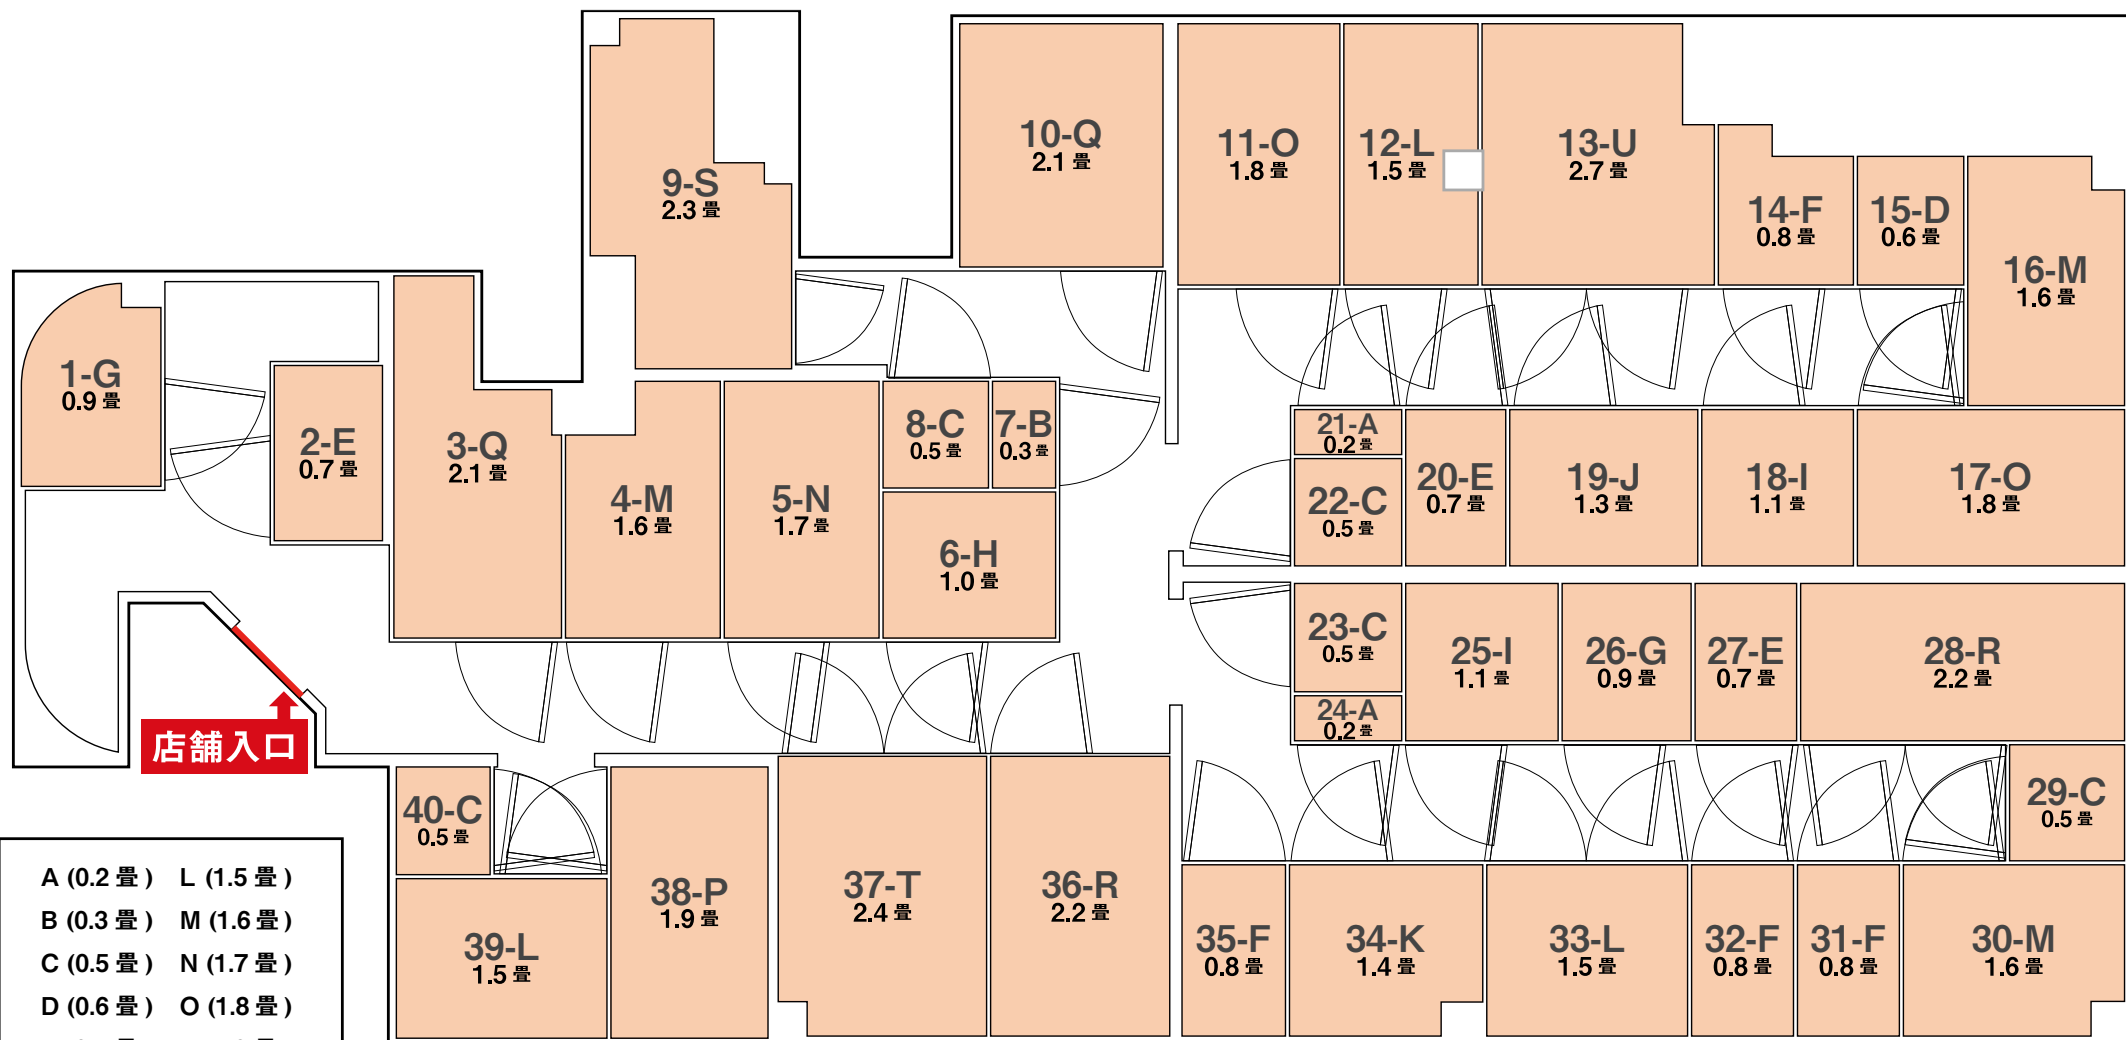 1-G
0.9 畳
2-E
0.7 畳
3-Q
2.1 畳
4-M
1.6 畳
5-N
1.7 畳
6-H
1.0 畳
7-B
0.3 畳
8-C
0.5 畳
9-S
2.3 畳
10-Q
2.1 畳
11-O
1.8 畳
12-L
1.5 畳
13-U
2.7 畳
14-F
0.8 畳
15-D
0.6 畳
16-M
1.6 畳
21-A
0.2 畳
22-C
0.5 畳
20-E
0.7 畳
19-J
1.3 畳
18-I
1.1 畳
17-O
1.8 畳
23-C
0.5 畳
24-A
0.2 畳
25-I
1.1 畳
26-G
0.9 畳
27-E
0.7 畳
28-R
2.2 畳
29-C
0.5 畳
店舗入口
40-C
0.5 畳
39-L
1.5 畳
38-P
1.9 畳
37-T
2.4 畳
36-R
2.2 畳
35-F
0.8 畳
34-K
1.4 畳
33-L
1.5 畳
32-F
0.8 畳
31-F
0.8 畳
30-M
1.6 畳
A (0.2 畳 ) L (1.5 畳 )
B (0.3 畳 ) M (1.6 畳 )
C (0.5 畳 ) N (1.7 畳 )
D (0.6 畳 ) O (1.8 畳 )